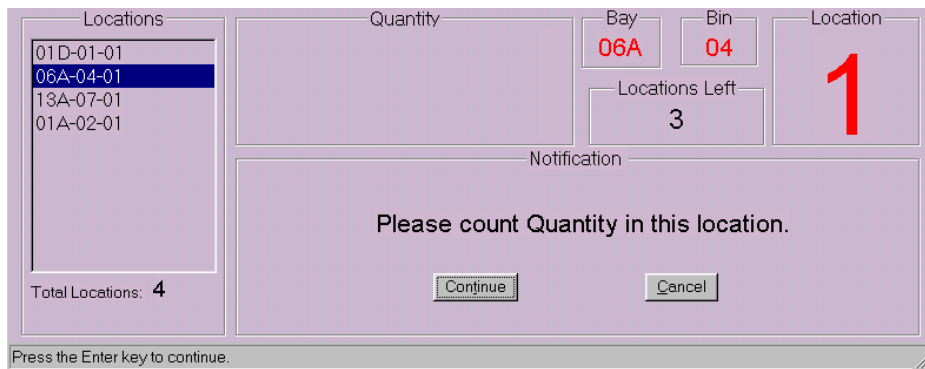 Locations
01D-01-01
06A-04-01
13A-07-01
01A-02-01
Total Locations: 4
Quantity
Bay
06A
Bin
04
Locations Left
3
Location
1
Notification
Please count Quantity in this location.
Continue
Cancel
Press the Enter key to continue.